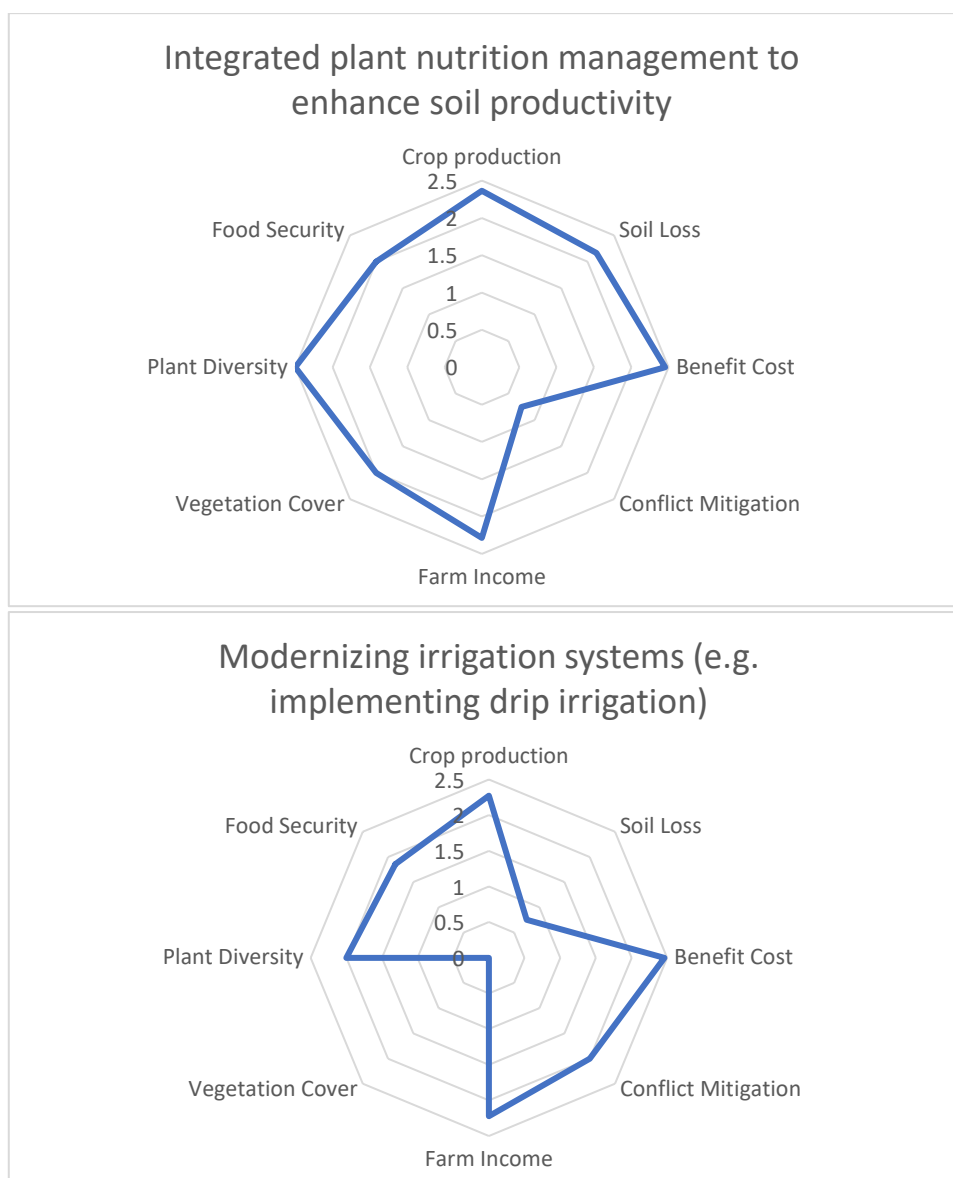 Integrated plant nutrition management to
enhance soil productivity
Crop production
2.5
2
1.5
1
0.5
0
Food Security
Soil Loss
Plant Diversity
Benefit Cost
Vegetation Cover
Conflict Mitigation
Farm Income
Modernizing irrigation systems (e.g.
implementing drip irrigation)
Crop production
2.5
2
1.5
1
0.5
0
Food Security
Soil Loss
Plant Diversity
Benefit Cost
Vegetation Cover
Conflict Mitigation
Farm Income